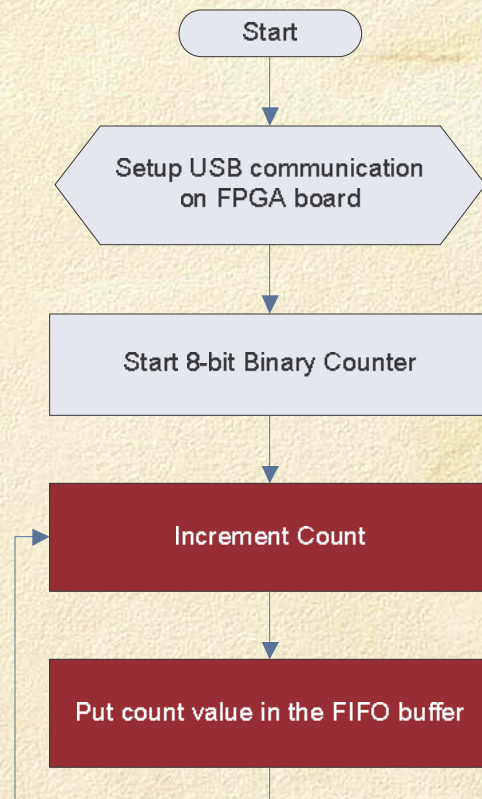 Start
Setup USB communication
on FPGA board
Start 8-bit Binary Counter
Increment Count
Put count value in the FIFO buffer